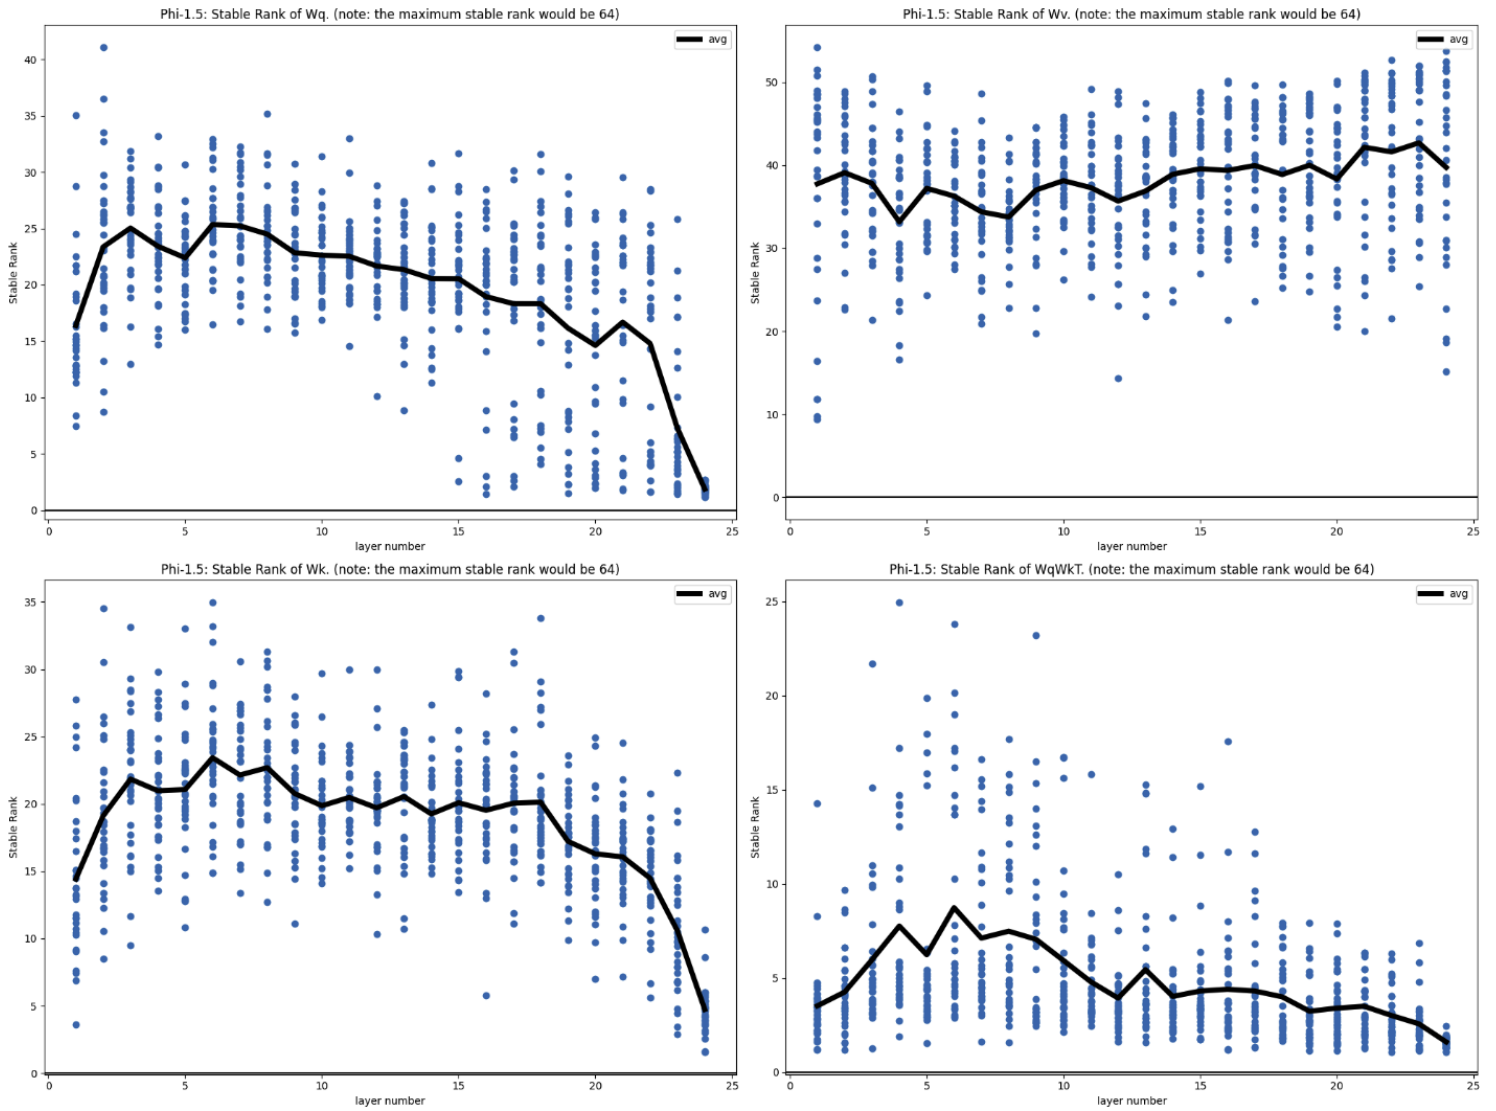 Phi-1.5: Stable Rank of Wq. (note: the maximum stable rank would be 64)
avg
40
35
30
25
20
15
10
5
0
Stable Rank
0 5 10 15 20 25
layer number
Phi-1.5: Stable Rank of Wv. (note: the maximum stable rank would be 64)
avg
50
40
30
20
10
0
Stable Rank
0 5 10 15 20 25
layer number
Phi-1.5: Stable Rank of Wk. (note: the maximum stable rank would be 64)
avg
35
30
25
20
15
10
5
0
Stable Rank
0 5 10 15 20 25
layer number
Phi-1.5: Stable Rank of WqWkT. (note: the maximum stable rank would be 64)
avg
25
20
15
10
5
0
Stable Rank
0 5 10 15 20 25
layer number